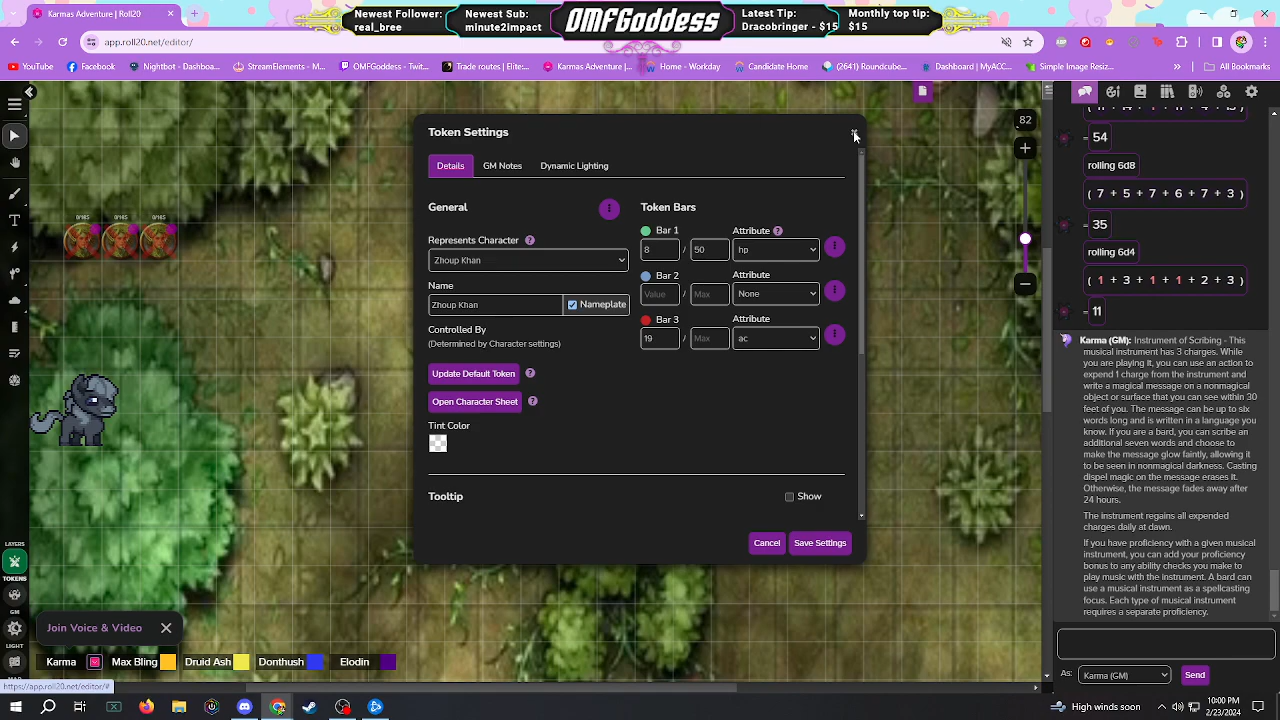 Karma's Adventure | Roll20
Newest Follower:
real_bree
Newest Sub:
minute2Impact
OMFGoddess
Latest Tip:
Dracobringer - $15
Monthly top tip:
$15
app.roll20.net/editor/
YouTube
Facebook
Nightbot - Dashboard
StreamElements - M...
OMFGoddess - Twit...
Travel routes - M...
Karmas Adventure |...
Workday Home
Candidate Home
(2641) Roundcube...
Dashboard | MyACC...
Simple Image Resiz...
»
All Bookmarks
82
0/185
0/185
0/185
Token Settings
Details
GM Notes
Dynamic Lighting
General
Token Bars
Represents Character
Zhoup Khan
Bar 1
Attribute
8 / 50 hp
Name
Zhoup Khan
Nameplate
Bar 2
Attribute
Value / Max None
Controlled By
(Determined by Character settings)
Bar 3
Attribute
19 / Max ac
Update Default Token
Open Character Sheet
Tint Color
Tooltip
Show
Cancel
Save Settings
LAYERS
TOKENS
GM
LIGHT
Join Voice & Video
Karma
Max Bling
Druid Ash
Donthush
Elodin
https://app.roll20.net/editor/#
= 54
rolling 6d8
( 7 + 5 + 7 + 6 + 7 + 3 )
= 35
rolling 6d4
( 1 + 3 + 1 + 1 + 2 + 3 )
= 11
Karma (GM): Instrument of Scribing - This
musical instrument has 3 charges. While
you are playing it, you can use an action to
expend 1 charge from the instrument and
write a magical message on a nonmagical
object or surface that you can see within 30
feet of you. The message can be up to six
words long and is written in a language you
know. If you are a bard, you can scribe an
additional seven words and choose to
make the message glow faintly, allowing it
to be seen in nonmagical darkness. Casting
dispel magic on the message erases it.
Otherwise, the message fades away after
24 hours.
The instrument regains all expended
charges daily at dawn.
If you have proficiency with a given musical
instrument, you can add your proficiency
bonus to any ability checks you make to
play music with the instrument. A bard can
use a musical instrument as a spellcasting
focus. Each type of musical instrument
requires a separate proficiency.
As:
Karma (GM)
Send
High wind soon
10:00 PM
2/23/2024